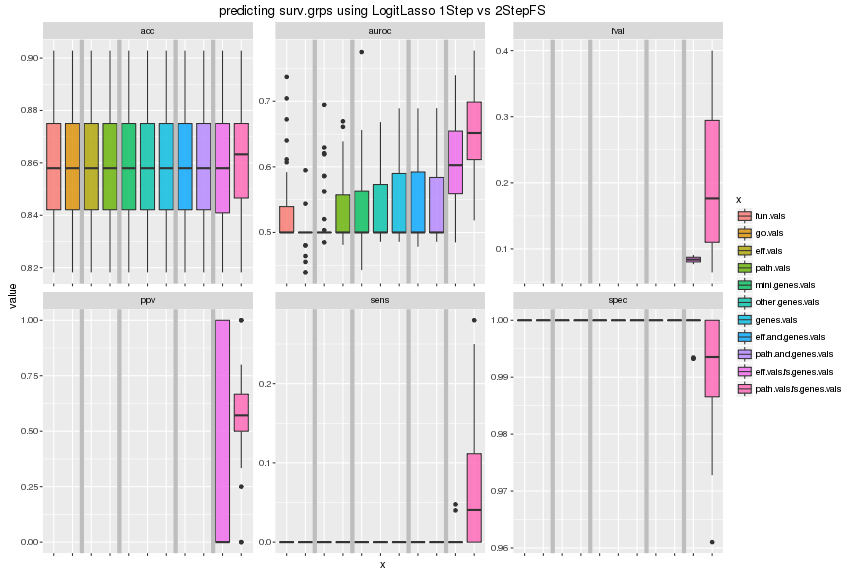 predicting surv.grps using LogitLasso 1Step vs 2StepFS
acc
auroc
fval
0.90
0.88
0.86
0.84
0.82
0.7
0.6
0.5
0.4
0.3
0.2
0.1
value
ppv
sens
spec
1.00
0.75
0.50
0.25
0.00
0.2
0.1
0.0
1.00
0.99
0.98
0.97
0.96
x
x
fun.vals
go.vals
eff.vals
path.vals
mini.genes.vals
other.genes.vals
genes.vals
eff.and.genes.vals
path.and.genes.vals
eff.vals.fs.genes.vals
path.vals.fs.genes.vals